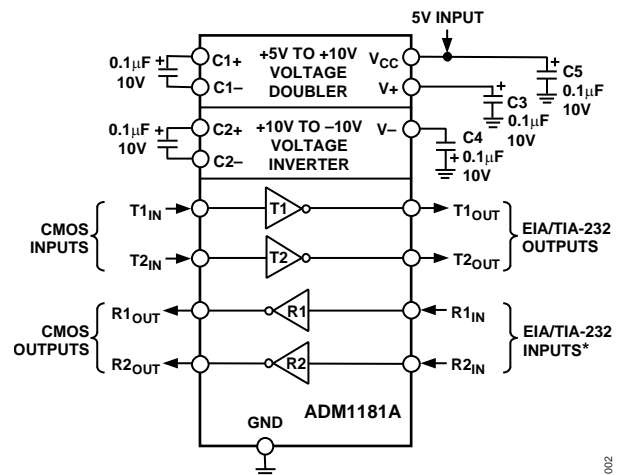 5V INPUT
0.1μF
10V
+
C1+
C1–
+5V TO +10V
VOLTAGE
DOUBLER
VCC
V+
+
C5
0.1μF
10V
+
C3
0.1μF
10V
0.1μF
10V
+
C2+
C2–
+10V TO –10V
VOLTAGE
INVERTER
V–
C4
+
0.1μF
10V
CMOS
INPUTS
T1IN
T1
T1OUT
T2IN
T2
T2OUT
EIA/TIA-232
OUTPUTS
CMOS
OUTPUTS
R1OUT
R1
R1IN
R2OUT
R2
R2IN
EIA/TIA-232
INPUTS*
GND
ADM1181A
002